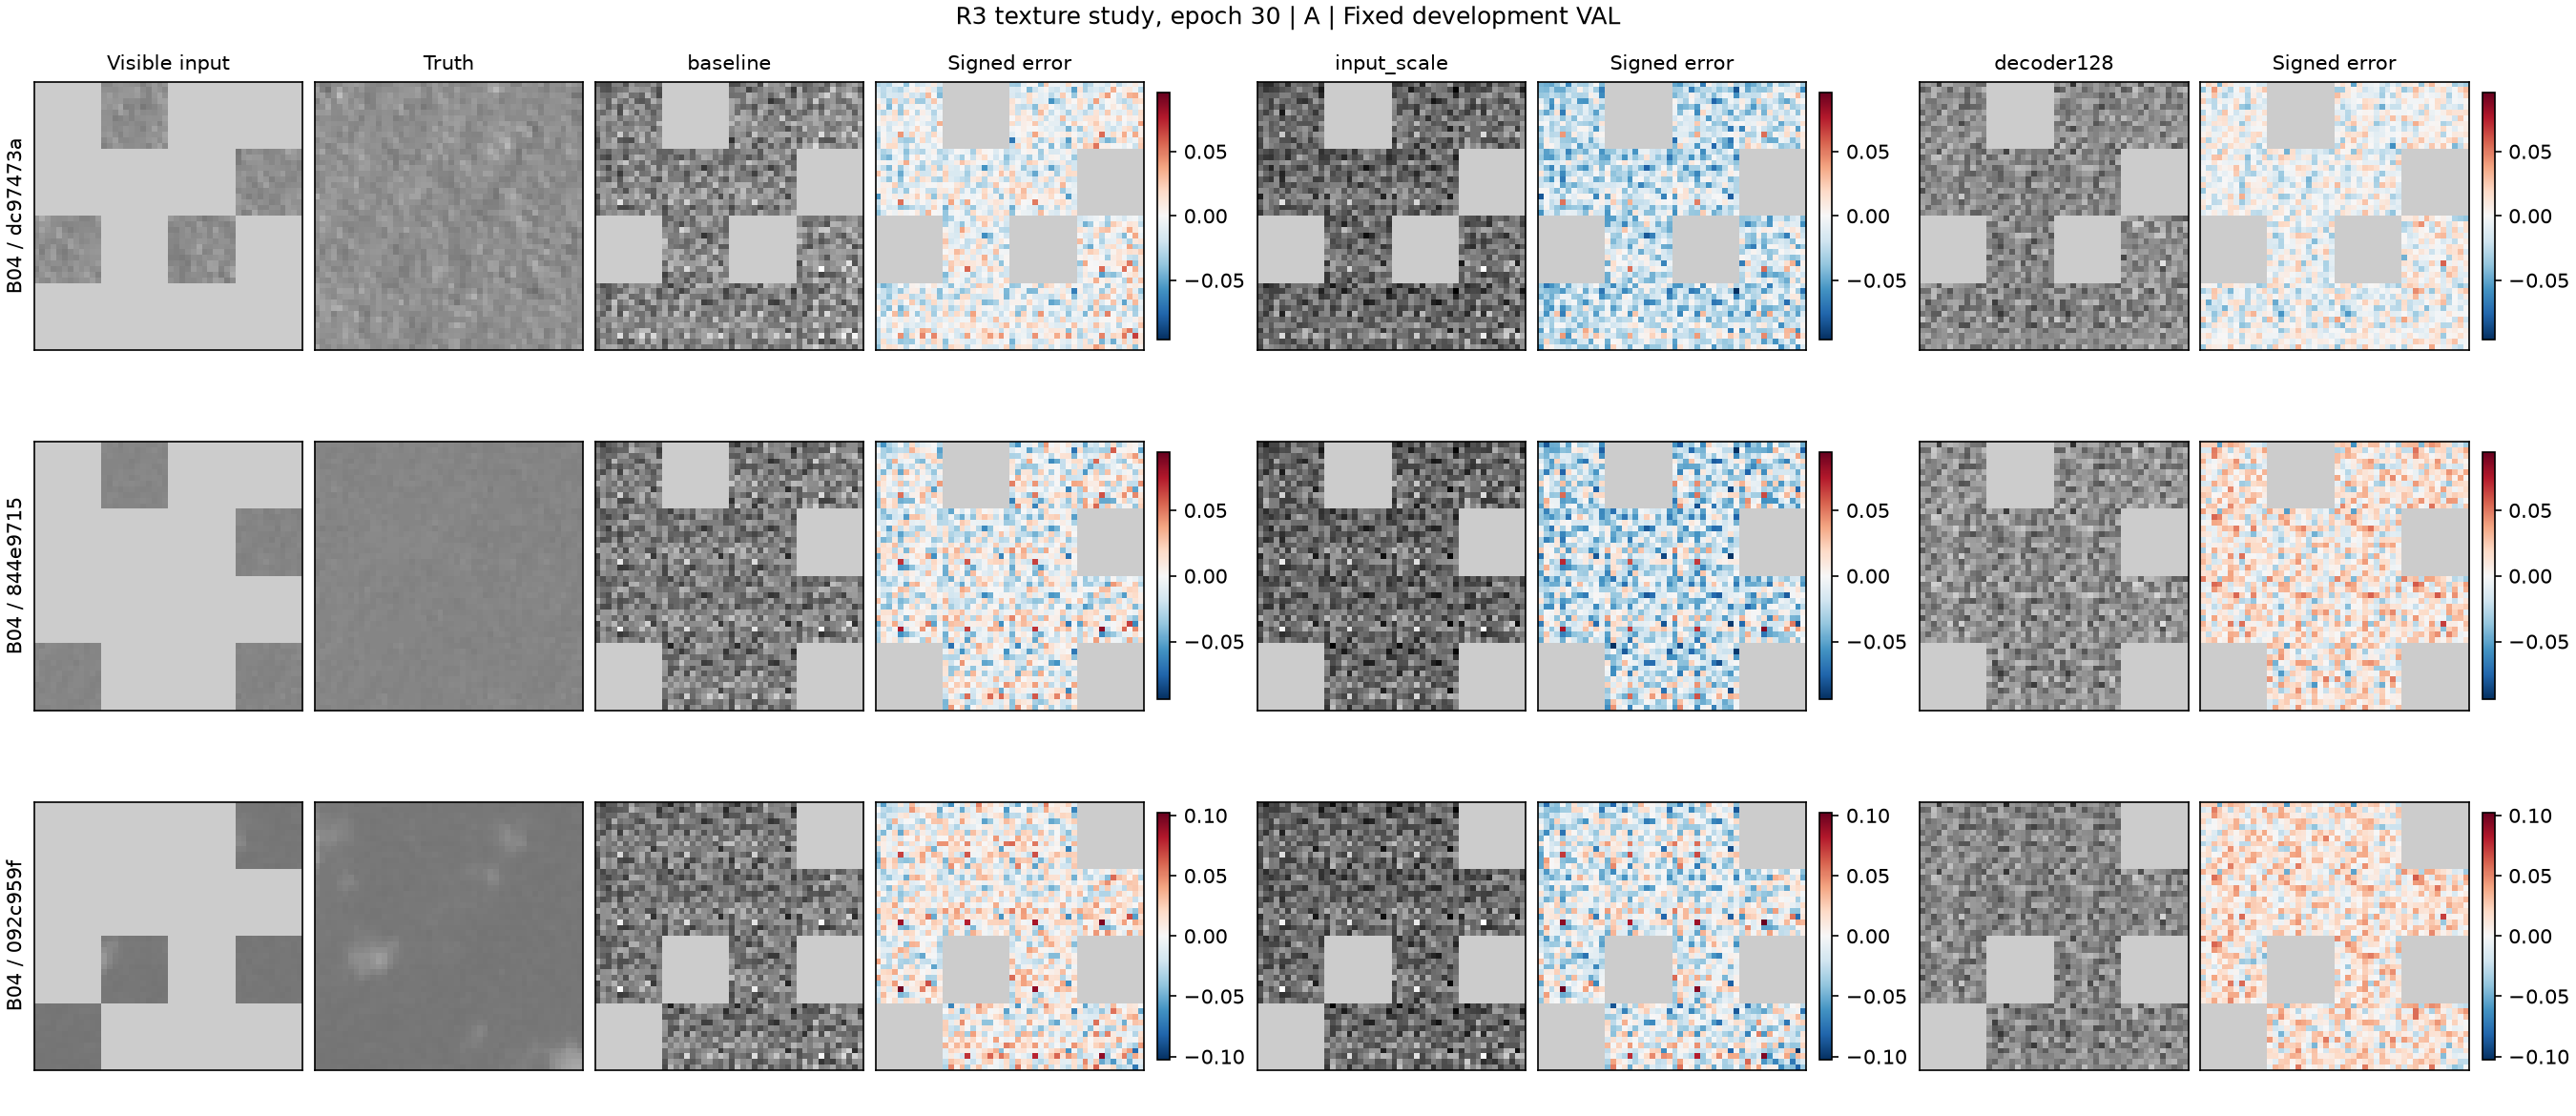 R3 texture study, epoch 30 | A | Fixed development VAL
Visible input
Truth
baseline
Signed error
input_scale
Signed error
decoder128
Signed error
B04 / dc97473a
0.05
0.00
−0.05
0.05
0.00
−0.05
0.05
0.00
−0.05
B04 / 844e9715
0.05
0.00
−0.05
0.05
0.00
−0.05
0.05
0.00
−0.05
B04 / 092c959f
0.10
0.05
0.00
−0.05
−0.10
0.10
0.05
0.00
−0.05
−0.10
0.10
0.05
0.00
−0.05
−0.10